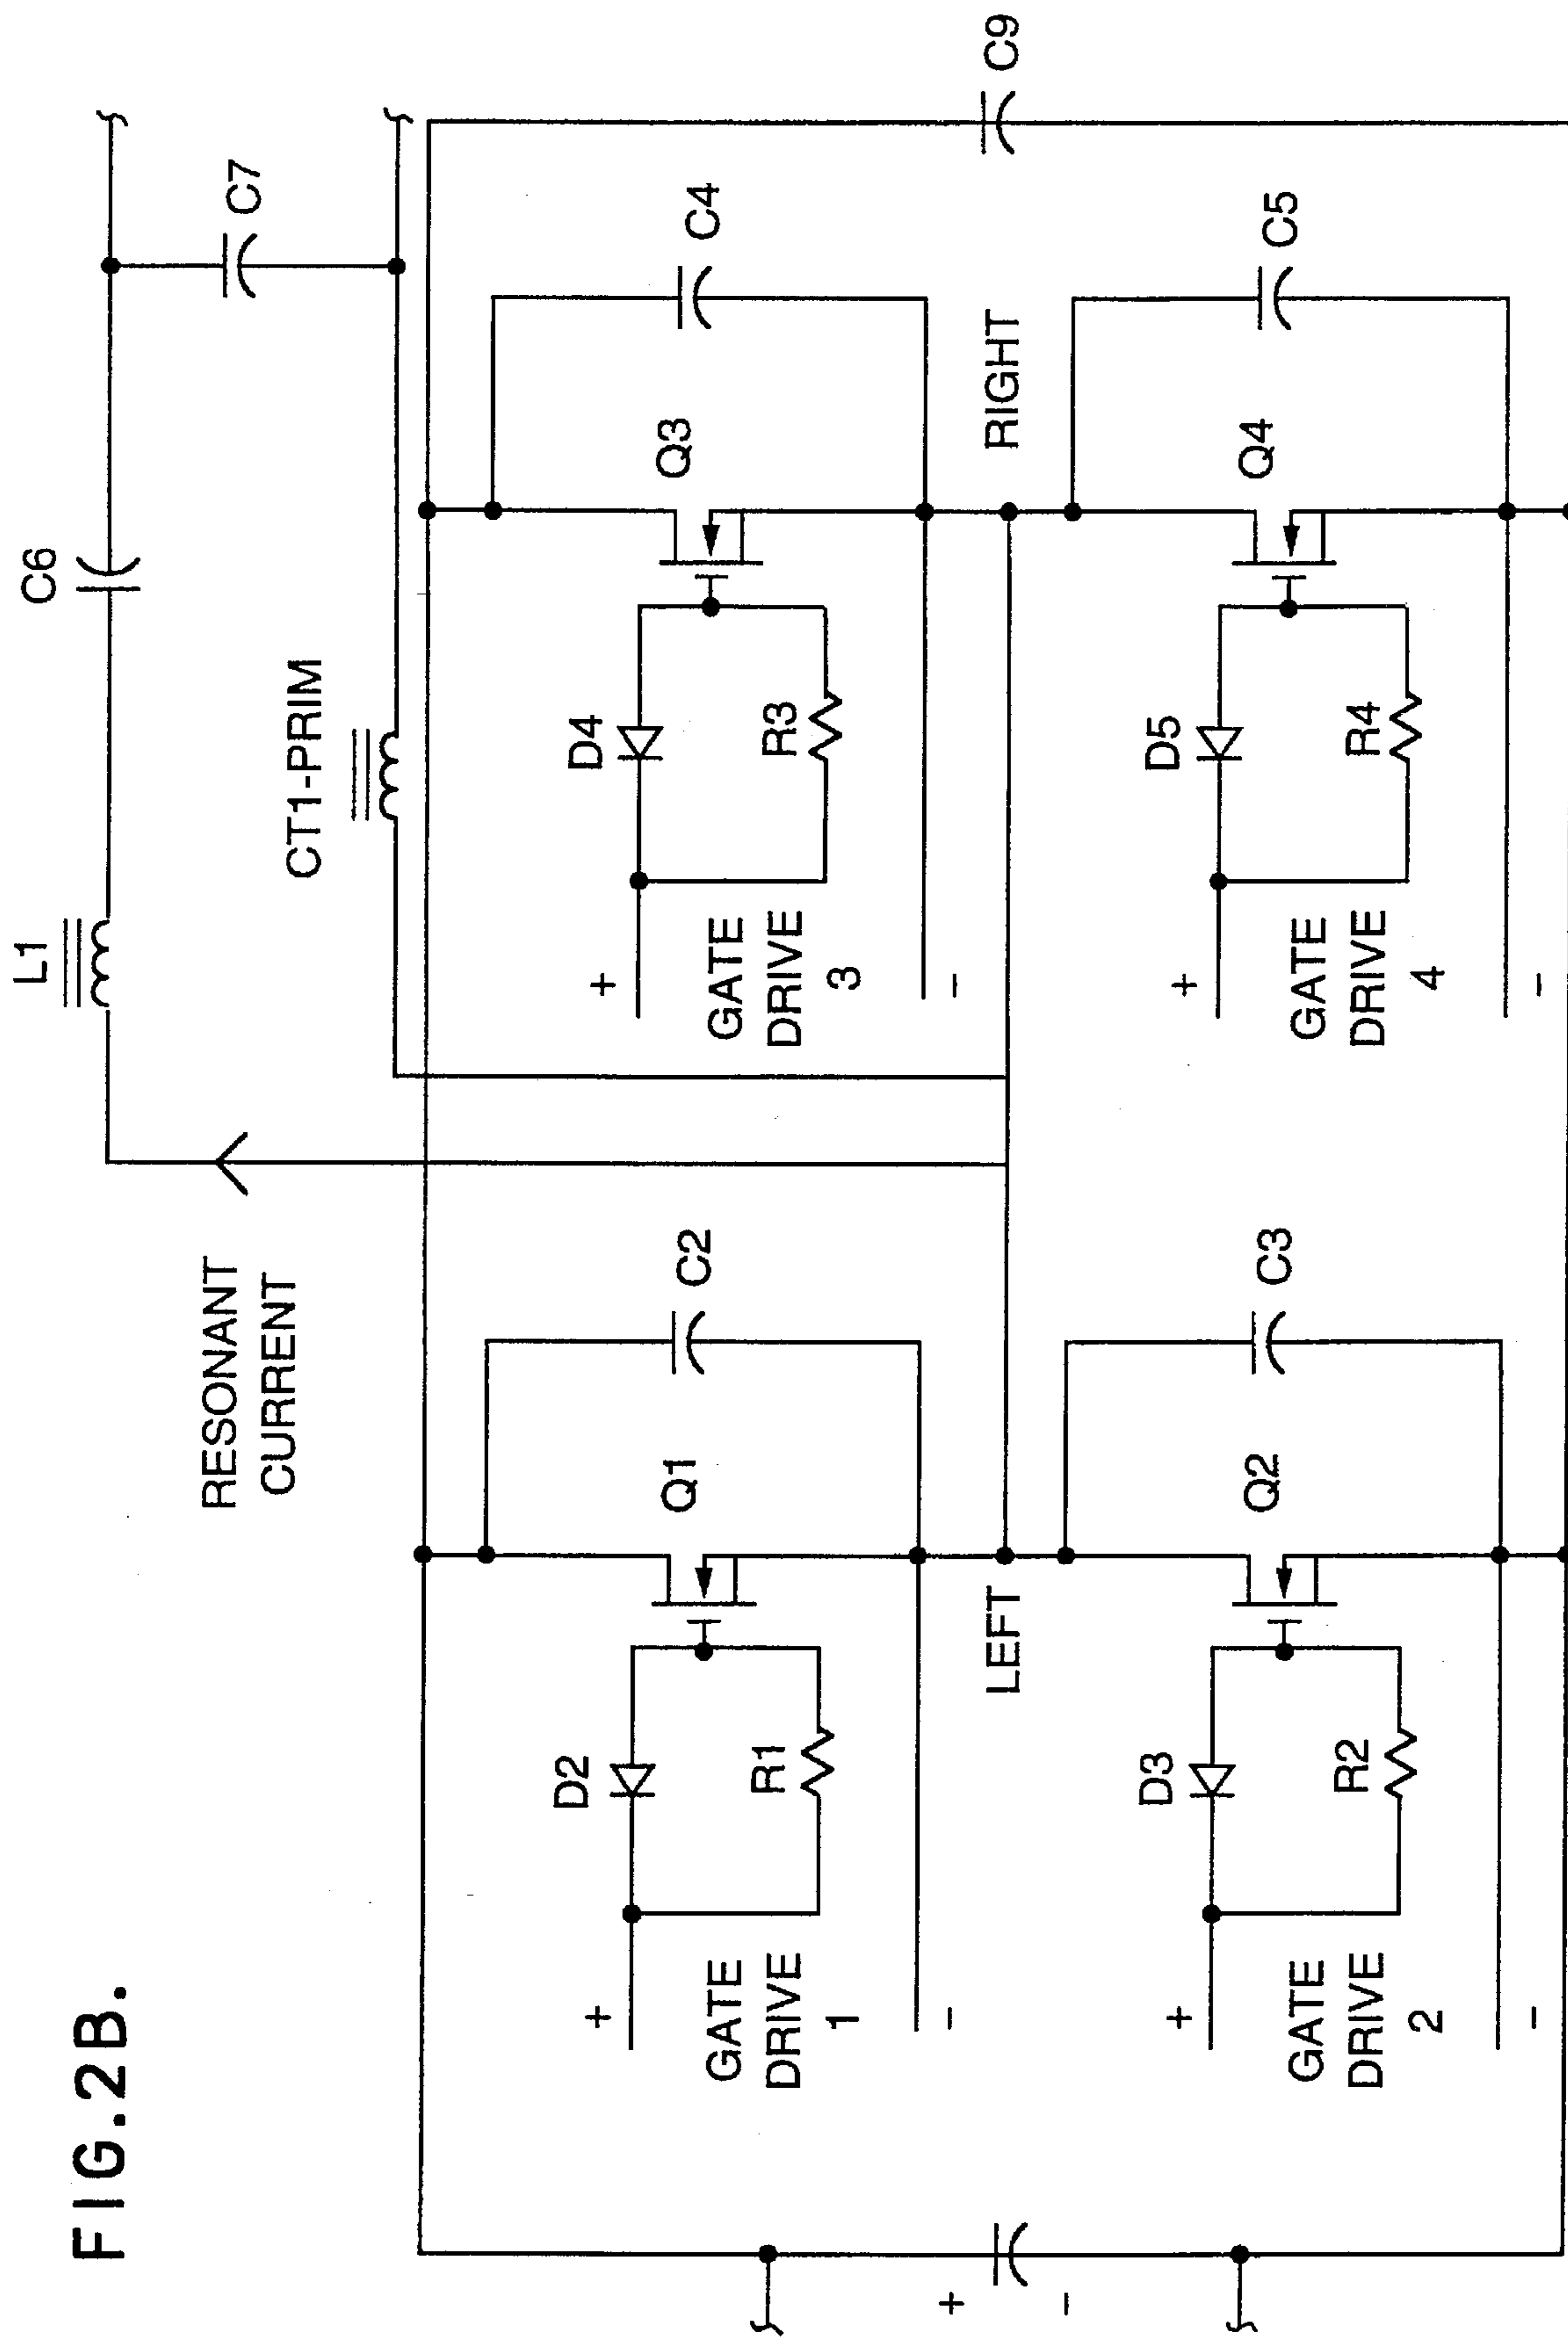 FIG.2B.
L1
C6
C7
CT1-PRIM
RESONANT
CURRENT
D2
Q1
C2
R1
+
GATE
DRIVE
1
-
D4
Q3
C4
R3
+
GATE
DRIVE
3
-
LEFT
RIGHT
C9
+
-
D3
Q2
C3
R2
+
GATE
DRIVE
2
-
D5
Q4
C5
R4
+
GATE
DRIVE
4
-